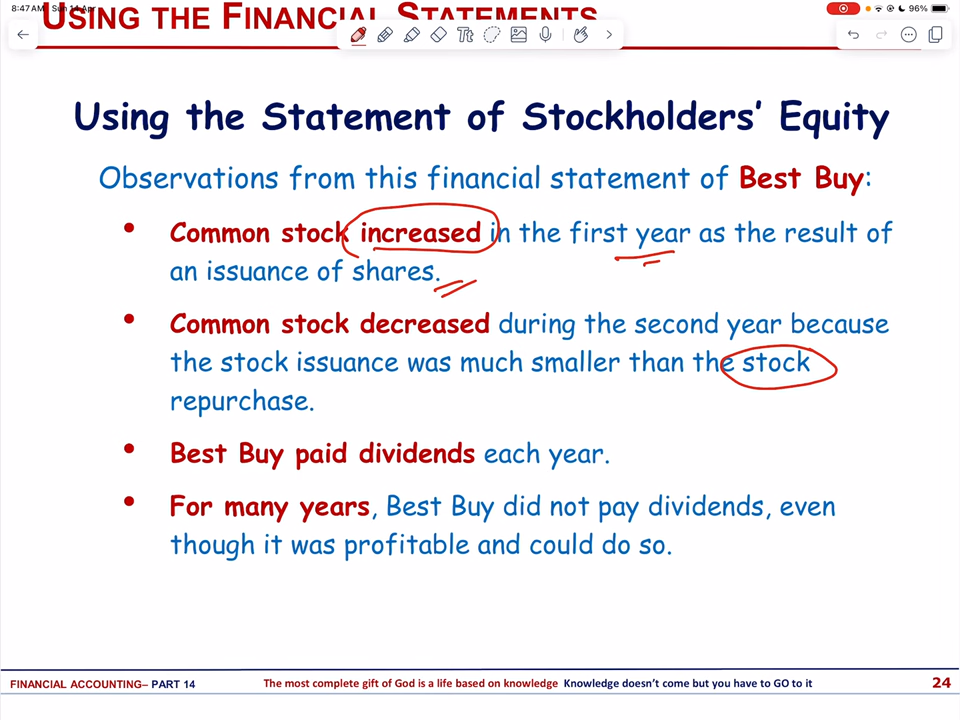 8:47 AM Sun 14 Apr
96%
USING THE FINANCIAL STATEMENTS
Tt
Using the Statement of Stockholders' Equity
Observations from this financial statement of Best Buy:
• Common stock increased in the first year as the result of
an issuance of shares.
• Common stock decreased during the second year because
the stock issuance was much smaller than the stock
repurchase.
• Best Buy paid dividends each year.
• For many years, Best Buy did not pay dividends, even
though it was profitable and could do so.
FINANCIAL ACCOUNTING– PART 14 The most complete gift of God is a life based on knowledge Knowledge doesn't come but you have to GO to it 24